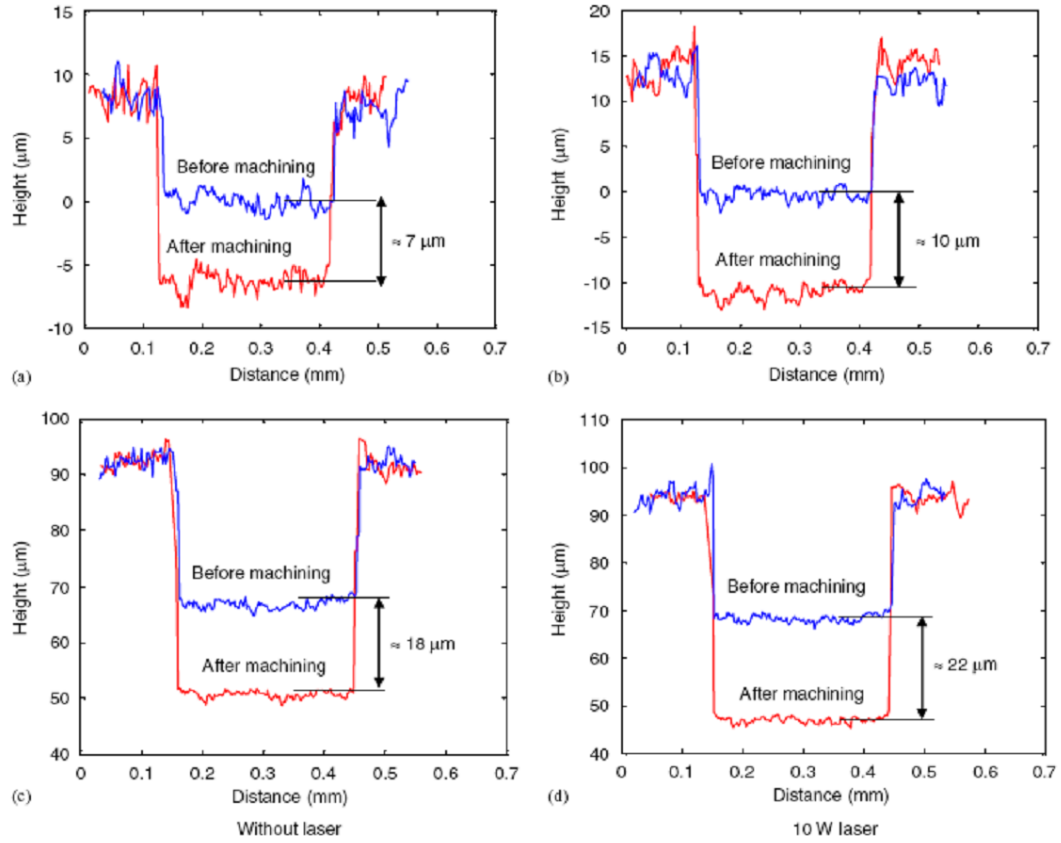 15
10
5
0
-5
-10
Height (µm)
Before machining
After machining
≈ 7 µm
0 0.1 0.2 0.3 0.4 0.5 0.6 0.7
Distance (mm)
(a)
20
15
10
5
0
-5
-10
-15
Height (µm)
Before machining
After machining
≈ 10 µm
0 0.1 0.2 0.3 0.4 0.5 0.6 0.7
Distance (mm)
(b)
100
90
80
70
60
50
40
Height (µm)
Before machining
After machining
≈ 18 µm
0 0.1 0.2 0.3 0.4 0.5 0.6 0.7
Distance (mm)
(c)
Without laser
110
100
90
80
70
60
50
40
Height (µm)
Before machining
After machining
≈ 22 µm
0 0.1 0.2 0.3 0.4 0.5 0.6 0.7
Distance (mm)
(d)
10 W laser